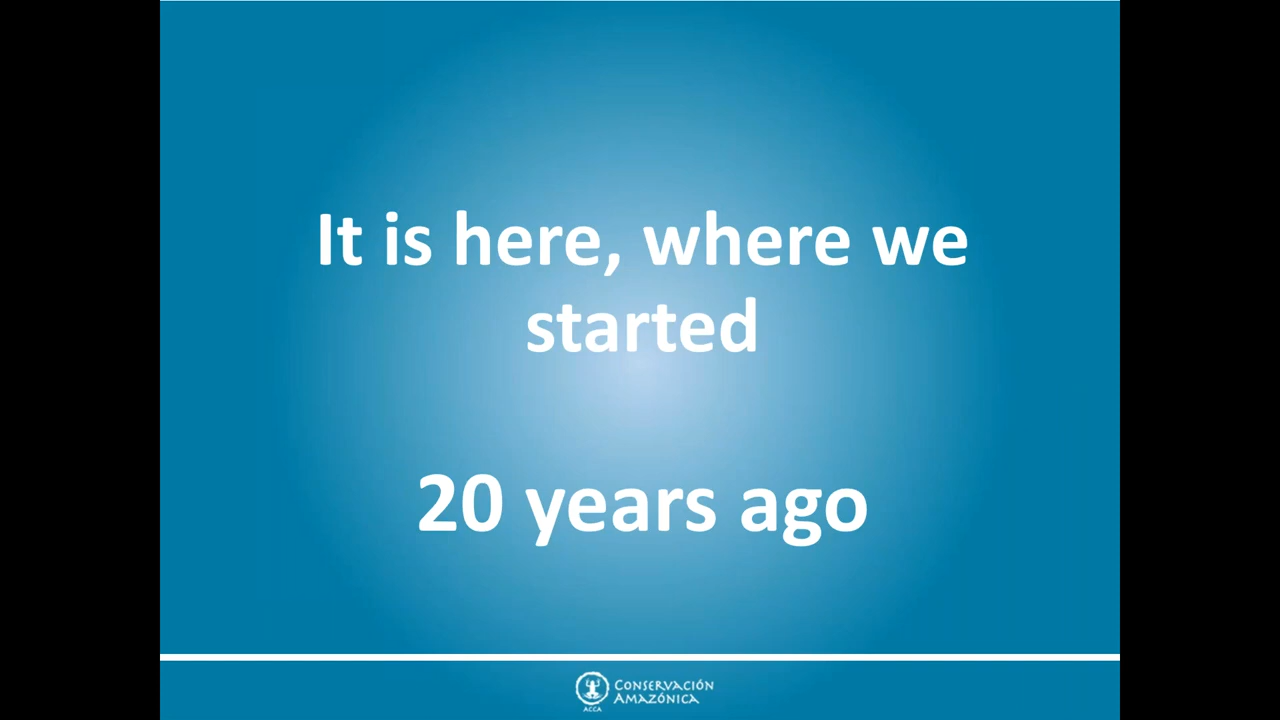 It is here, where we
started
20 years ago
CONSERVACIÓN
AMAZÓNICA
ACCA